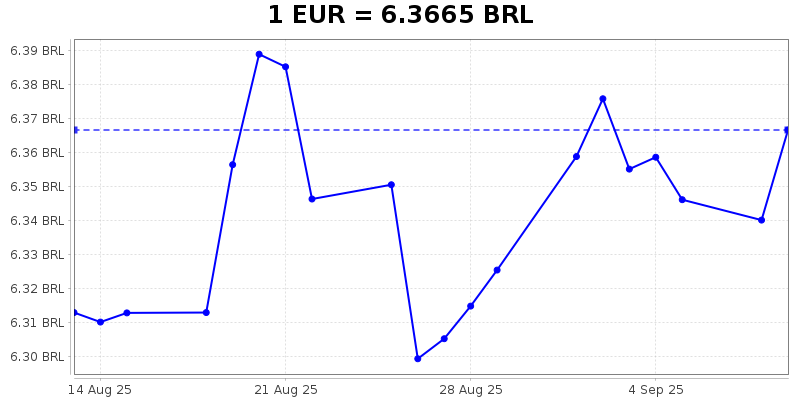 1 EUR = 6.3665 BRL
6.39 BRL
6.38 BRL
6.37 BRL
6.36 BRL
6.35 BRL
6.34 BRL
6.33 BRL
6.32 BRL
6.31 BRL
6.30 BRL
14 Aug 25 21 Aug 25 28 Aug 25 4 Sep 25